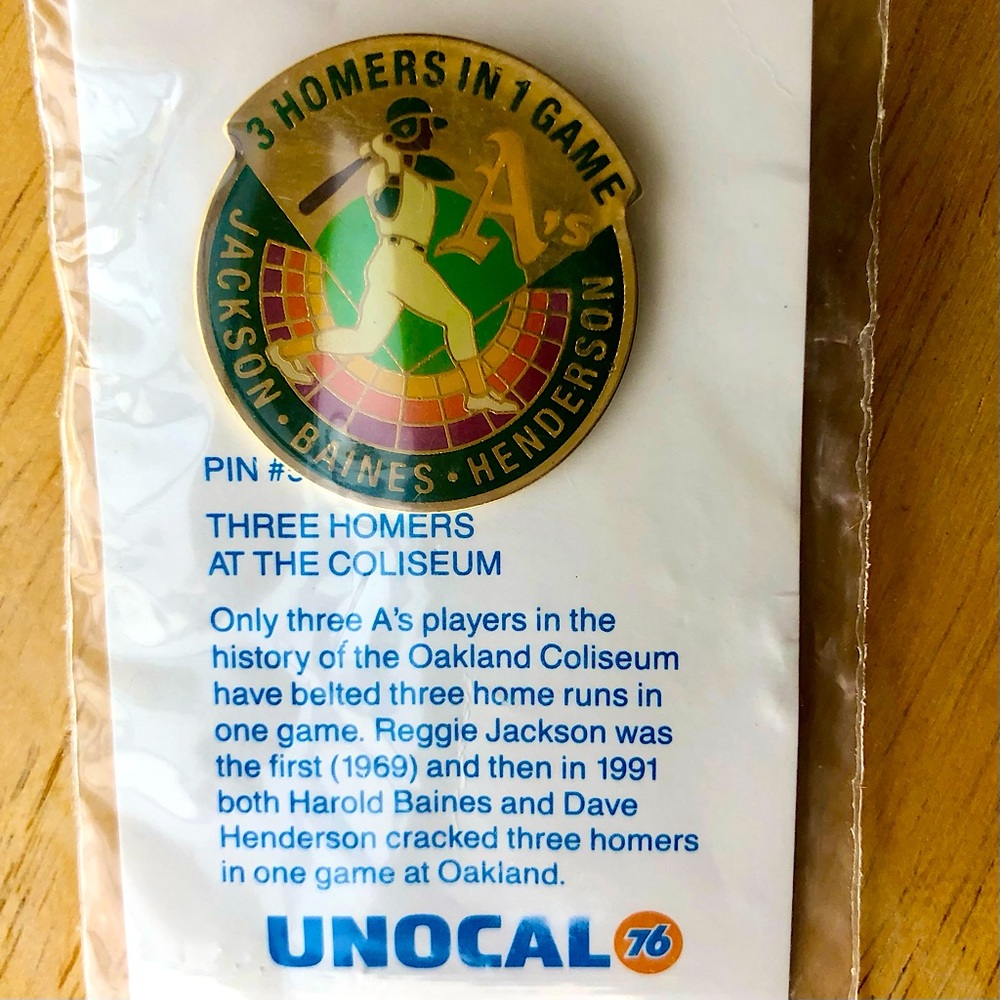 3 HOMERS IN 1 GAME
A's
JACKSON • BAINES • HENDERSON
PIN #
THREE HOMERS
AT THE COLISEUM
Only three A's players in the
history of the Oakland Coliseum
have belted three home runs in
one game. Reggie Jackson was
the first (1969) and then in 1991
both Harold Baines and Dave
Henderson cracked three homers
in one game at Oakland.
UNOCAL 76